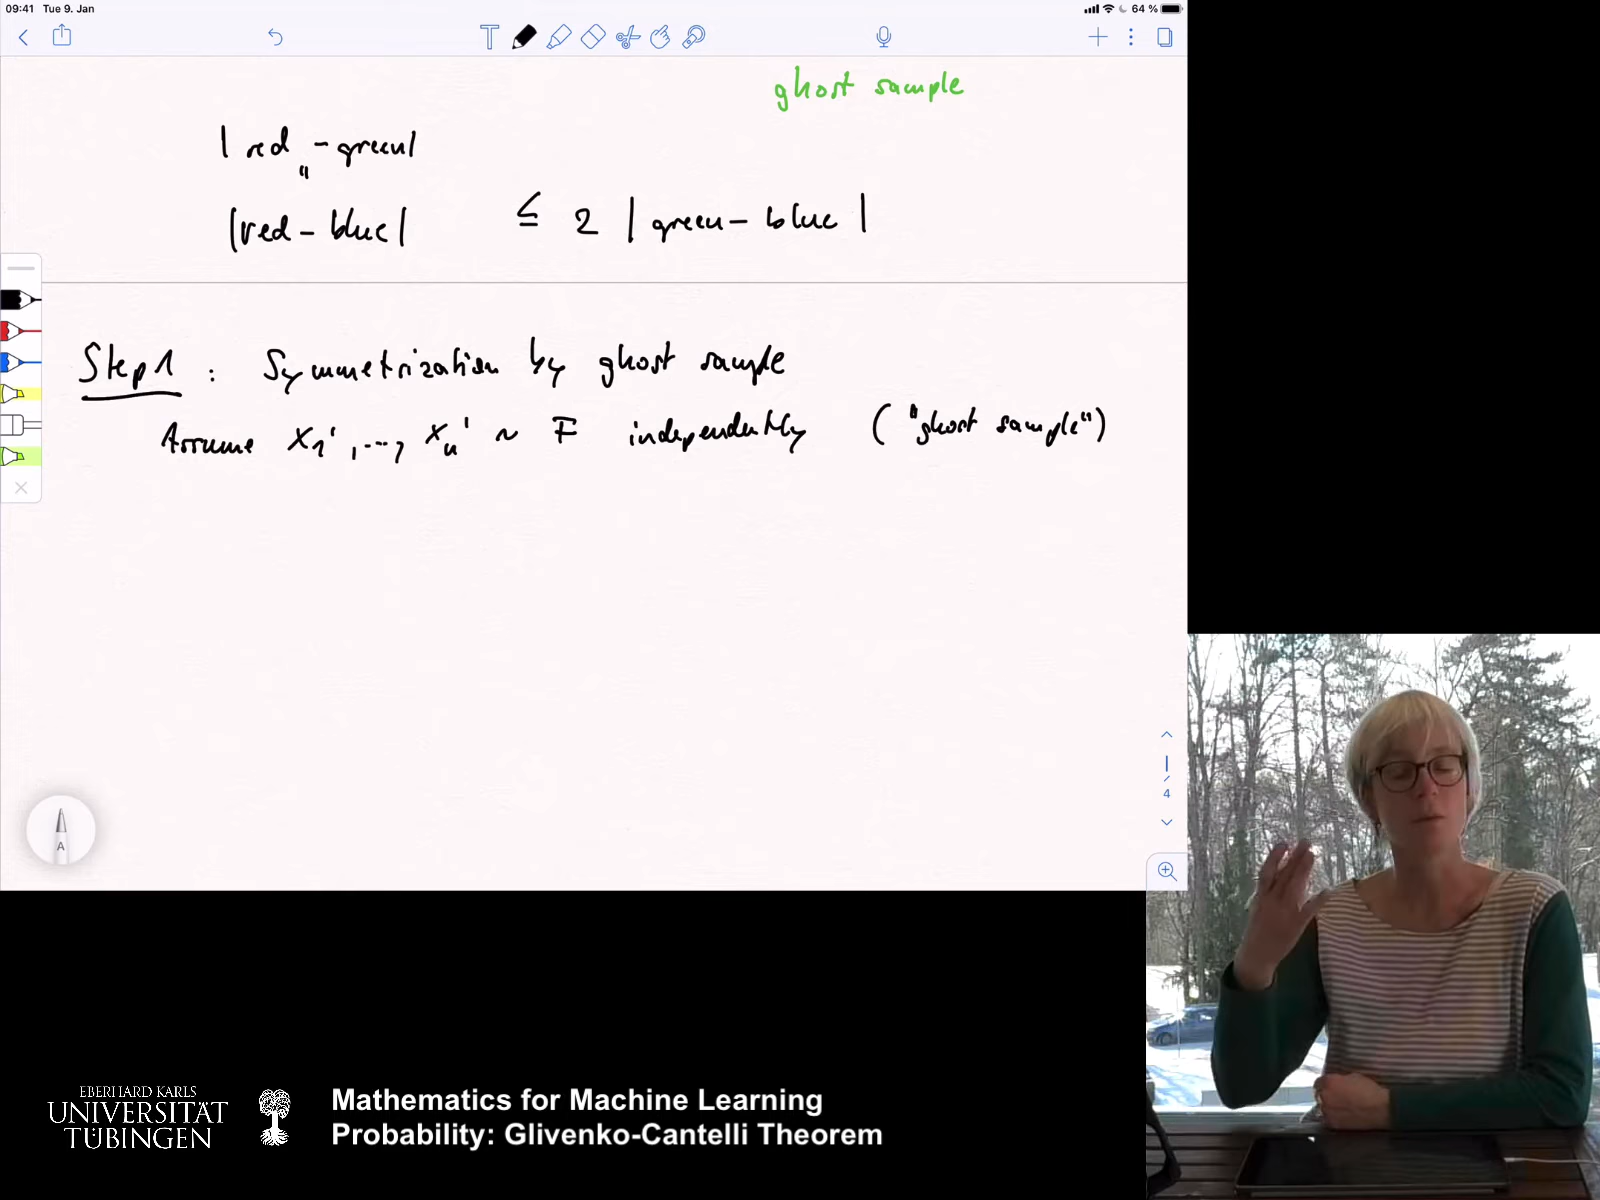 09:41 Tue 9. Jan 64 %
ghost sample
| red - green|
"
|red - blue| ≤ 2 | green - blue |
Step 1 : Symmetrization by ghost sample
Assume X₁', ..., Xₙ' ~ F independently ("ghost sample")
4
A
EBERHARD KARLS
UNIVERSITÄT
TÜBINGEN
Mathematics for Machine Learning
Probability: Glivenko-Cantelli Theorem